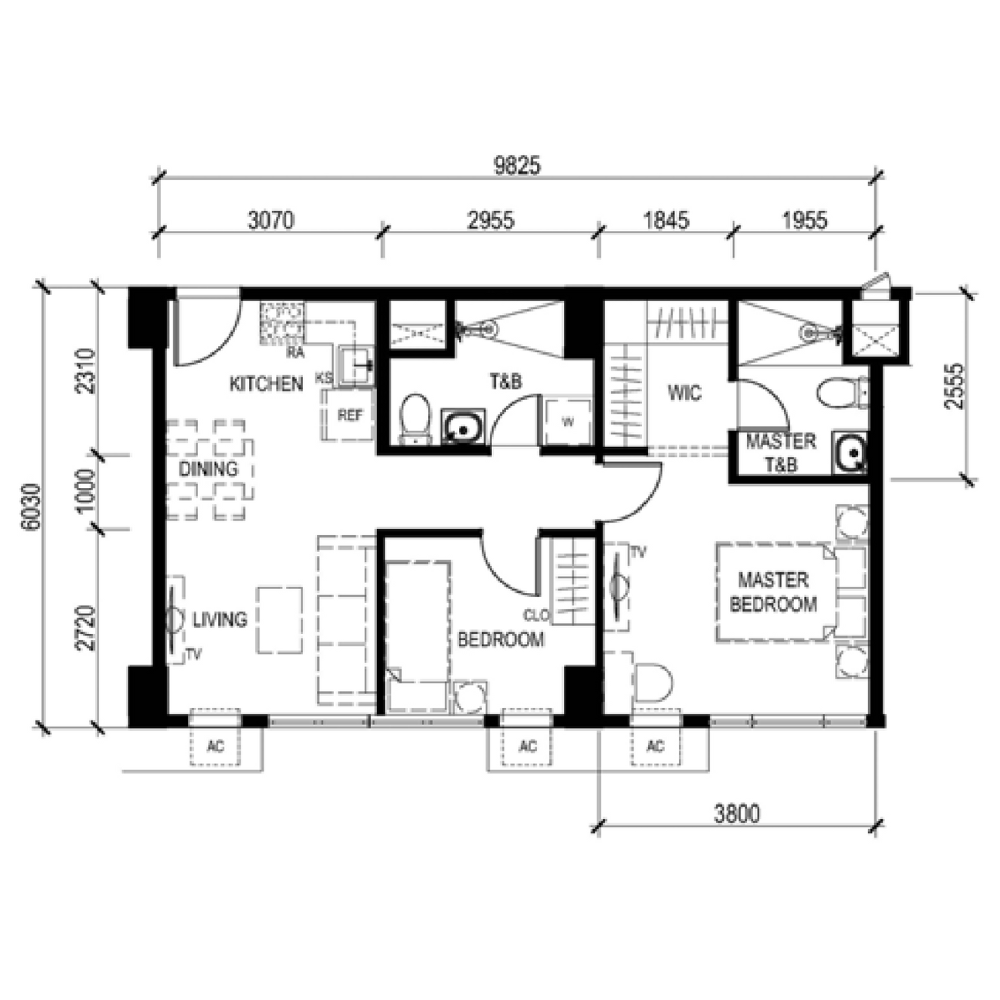 9825
3070
2955
1845
1955
2310
1000
2720
6030
2555
RA
KITCHEN
KS
REF
T&B
W
WIC
MASTER
T&B
DINING
TV
MASTER
BEDROOM
LIVING
TV
CLO
BEDROOM
AC
AC
AC
3800